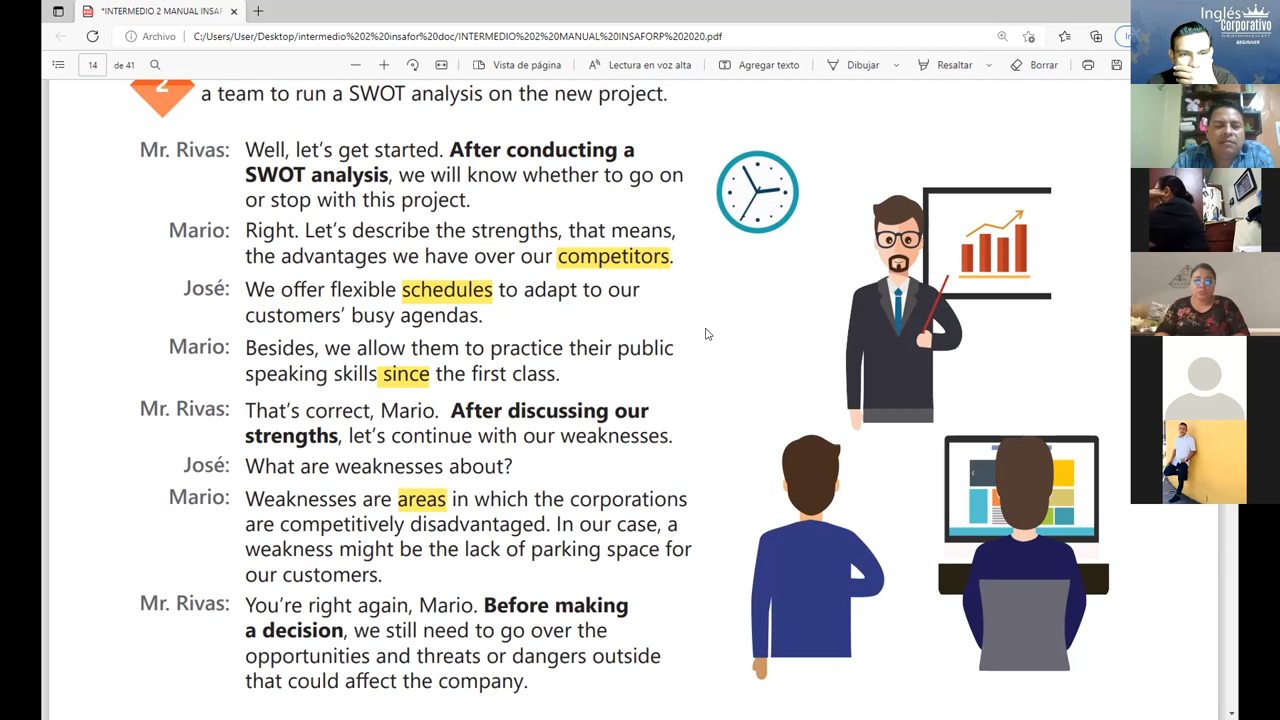 *INTERMEDIO 2 MANUAL INSAF
Archivo
C:/Users/User/Desktop/intermedio%202%20insafor%20doc/INTERMEDIO%202%20MANUAL%20INSAFORP%202020.pdf
14 de 41
Vista de página
Lectura en voz alta
Agregar texto
Dibujar
Resaltar
Borrar
Inglés
Corporativo
BEGINNER
2
a team to run a SWOT analysis on the new project.
Mr. Rivas: Well, let's get started. After conducting a
SWOT analysis, we will know whether to go on
or stop with this project.
Mario: Right. Let's describe the strengths, that means,
the advantages we have over our competitors.
José: We offer flexible schedules to adapt to our
customers' busy agendas.
Mario: Besides, we allow them to practice their public
speaking skills since the first class.
Mr. Rivas: That's correct, Mario. After discussing our
strengths, let's continue with our weaknesses.
José: What are weaknesses about?
Mario: Weaknesses are areas in which the corporations
are competitively disadvantaged. In our case, a
weakness might be the lack of parking space for
our customers.
Mr. Rivas: You're right again, Mario. Before making
a decision, we still need to go over the
opportunities and threats or dangers outside
that could affect the company.